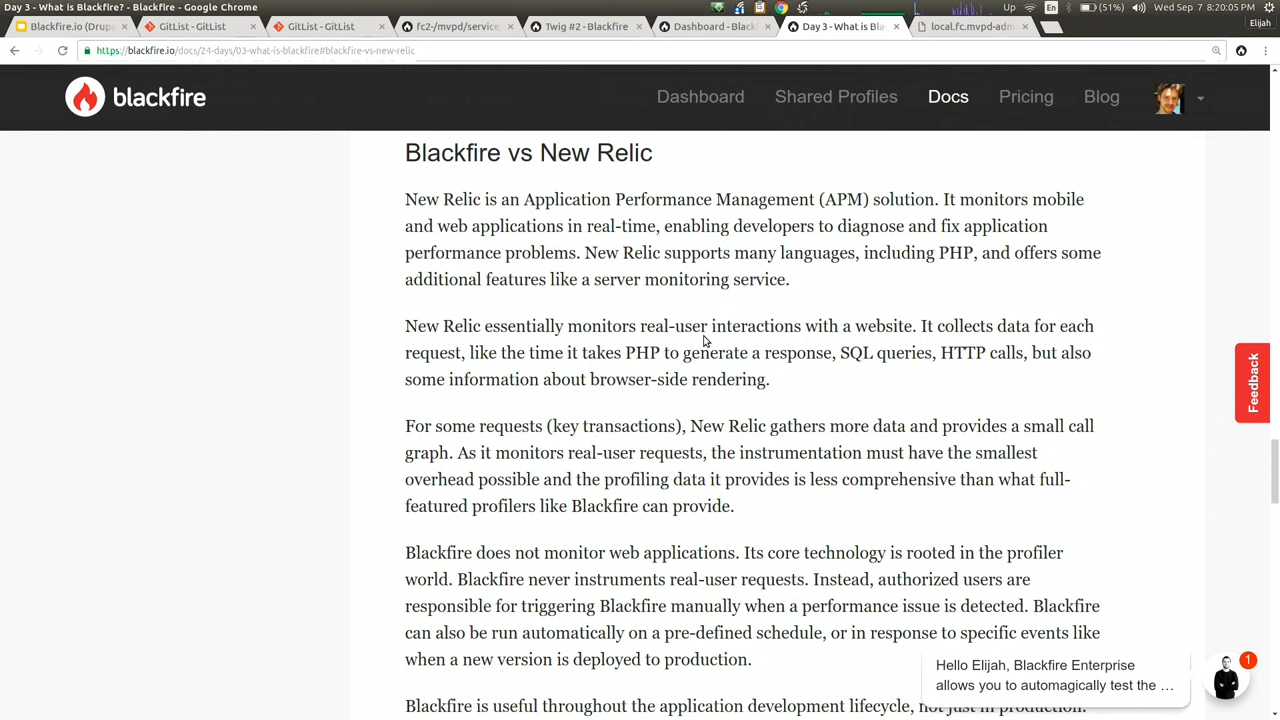 Day 3 - What Is Blackfire? - Google Chrome
Up En (51%) Wed Sep 7 8:20:05 PM
Elijah
Blackfire.io (Drupa
GitList - GitList
GitList - GitList
fc2-/mvpd/service
Twig #2 - Blackfire
Dashboard - Black
Day 3 - What is Bla
local.fc.mvpd-adm
https://blackfire.io/docs/24-days/03-what-is-blackfire#blackfire-vs-new-relic
blackfire
Dashboard
Shared Profiles
Docs
Pricing
Blog
Blackfire vs New Relic
New Relic is an Application Performance Management (APM) solution. It monitors mobile
and web applications in real-time, enabling developers to diagnose and fix application
performance problems. New Relic supports many languages, including PHP, and offers some
additional features like a server monitoring service.
New Relic essentially monitors real-user interactions with a website. It collects data for each
request, like the time it takes PHP to generate a response, SQL queries, HTTP calls, but also
some information about browser-side rendering.
For some requests (key transactions), New Relic gathers more data and provides a small call
graph. As it monitors real-user requests, the instrumentation must have the smallest
overhead possible and the profiling data it provides is less comprehensive than what full-
featured profilers like Blackfire can provide.
Blackfire does not monitor web applications. Its core technology is rooted in the profiler
world. Blackfire never instruments real-user requests. Instead, authorized users are
responsible for triggering Blackfire manually when a performance issue is detected. Blackfire
can also be run automatically on a pre-defined schedule, or in response to specific events like
when a new version is deployed to production.
Blackfire is useful throughout the application development lifecycle, not just in production.
Feedback
Hello Elijah, Blackfire Enterprise
allows you to automagically test the …
1